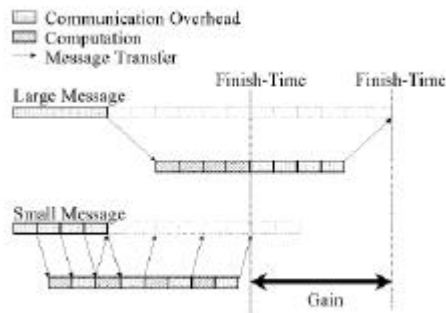 Communication Overhead
Computation
Message Transfer
Finish-Time Finish-Time
Large Message
Small Message
Gain